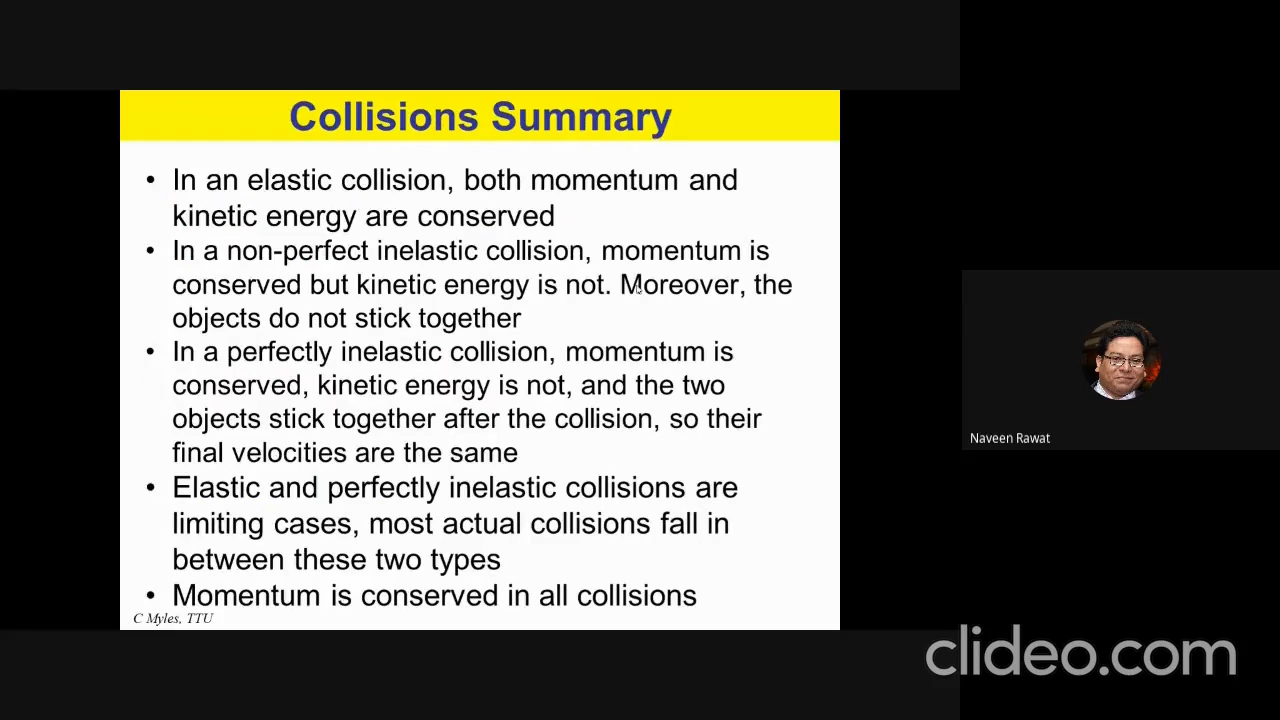 Collisions Summary
• In an elastic collision, both momentum and
kinetic energy are conserved
• In a non-perfect inelastic collision, momentum is
conserved but kinetic energy is not. Moreover, the
objects do not stick together
• In a perfectly inelastic collision, momentum is
conserved, kinetic energy is not, and the two
objects stick together after the collision, so their
final velocities are the same
• Elastic and perfectly inelastic collisions are
limiting cases, most actual collisions fall in
between these two types
• Momentum is conserved in all collisions
C Myles, TTU
Naveen Rawat
clideo.com